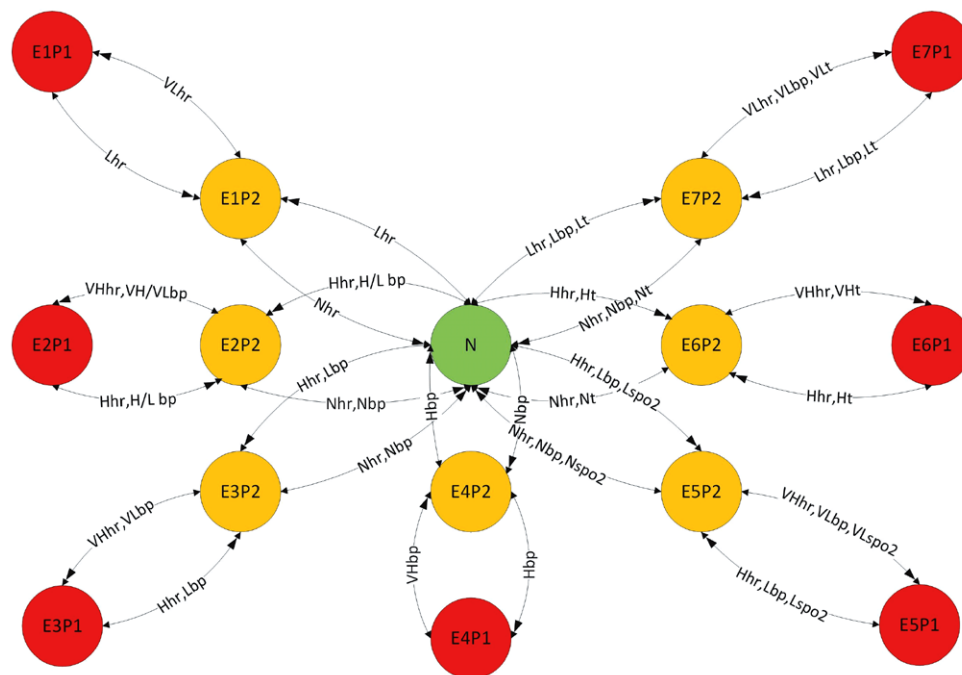 E1P1
E7P1
VLhr
VLhr,VLbp,VLt
Lhr
Lhr,Lbp,Lt
E1P2
E7P2
Lhr
Lhr,Lbp,Lt
VHhr,VH/VLbp
Hhr,H/L bp
Nhr
Hhr,Ht
Nhr,Nbp,Nt
VHhr,VHt
E2P1
E2P2
N
E6P2
E6P1
Hhr,H/L bp
Nhr,Nbp
Hhr,Lbp
Hbp
Nbp
Hhr,Lbp,Lspo2
Nhr,Nt
Hhr,Ht
Nhr,Nbp
Nhr,Nbp,Nspo2
E3P2
E4P2
E5P2
VHhr,VLbp
VHhr,VLbp,VLspo2
Hhr,Lbp
VHbp
Hbp
Hhr,Lbp,Lspo2
E3P1
E4P1
E5P1